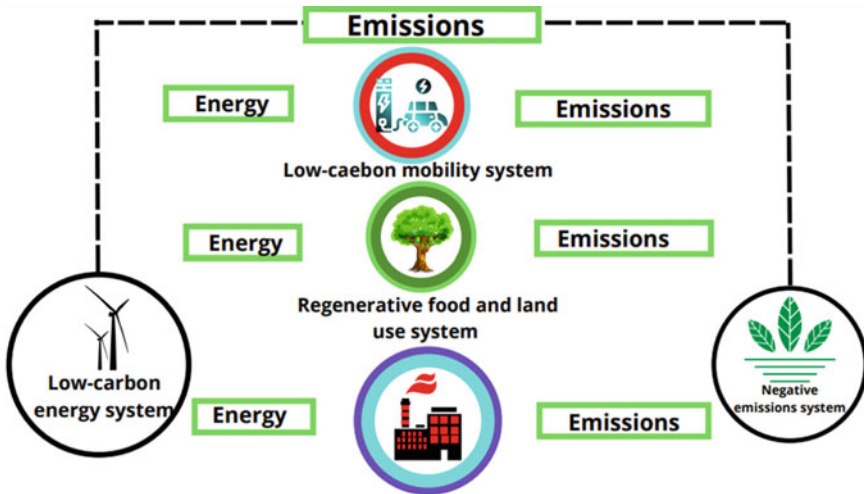 Emissions
Energy
Emissions
Low-caebon mobility system
Energy
Emissions
Regenerative food and land
use system
Low-carbon
energy system
Negative
emissions system
Energy
Emissions